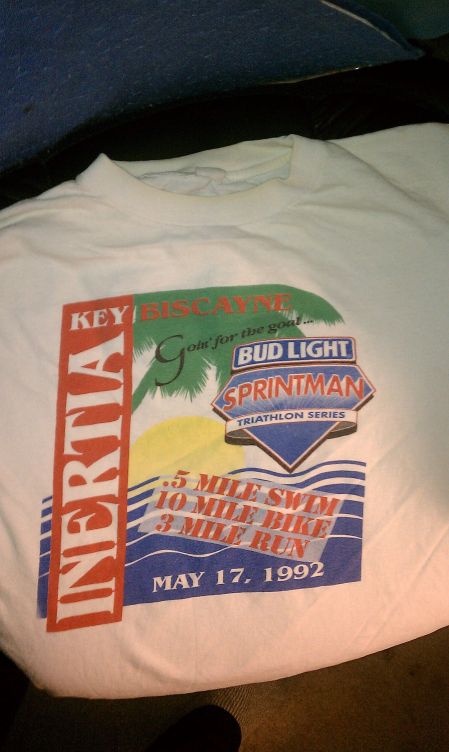 KEY BISCAYNE
INERTIA
Goin' for the goal...
BUD LIGHT
SPRINTMAN
TRIATHLON SERIES
.5 MILE SWIM
10 MILE BIKE
3 MILE RUN
MAY 17, 1992